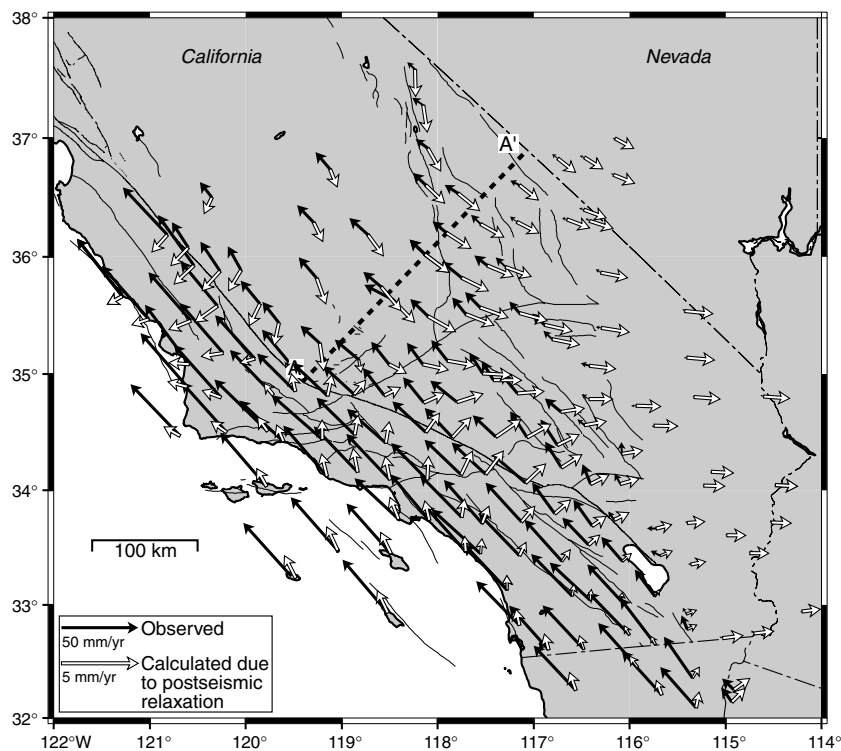 38°
California
Nevada
37°
A'
36°
35°
A
34°
100 km
33°
Observed
50 mm/yr
Calculated due
5 mm/yr
to postseismic
relaxation
32°
122°W
121°
120°
119°
118°
117°
116°
115°
114°